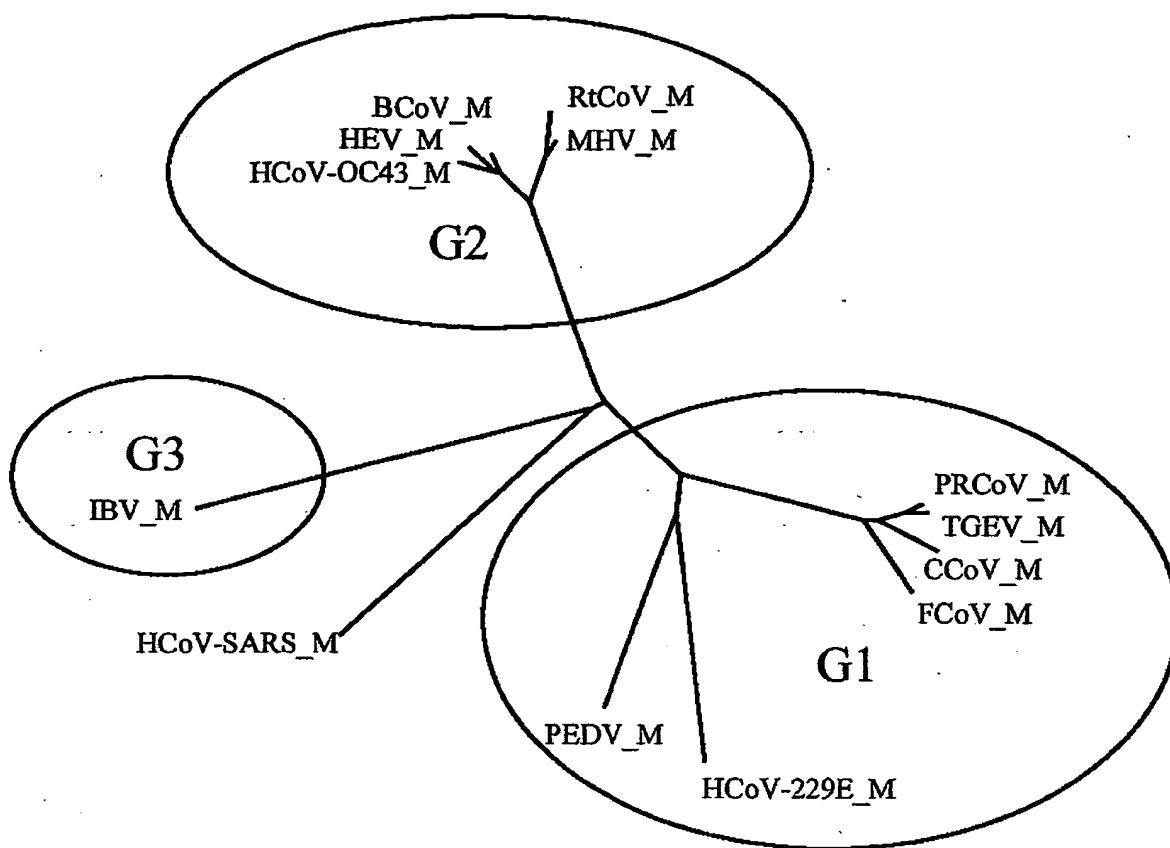 RtCoV_M
BCoV_M
MHV_M
HEV_M
HCoV-OC43_M
G2
G3
IBV_M
HCoV-SARS_M
PRCoV_M
TGEV_M
CCoV_M
FCoV_M
G1
PEDV_M
HCoV-229E_M